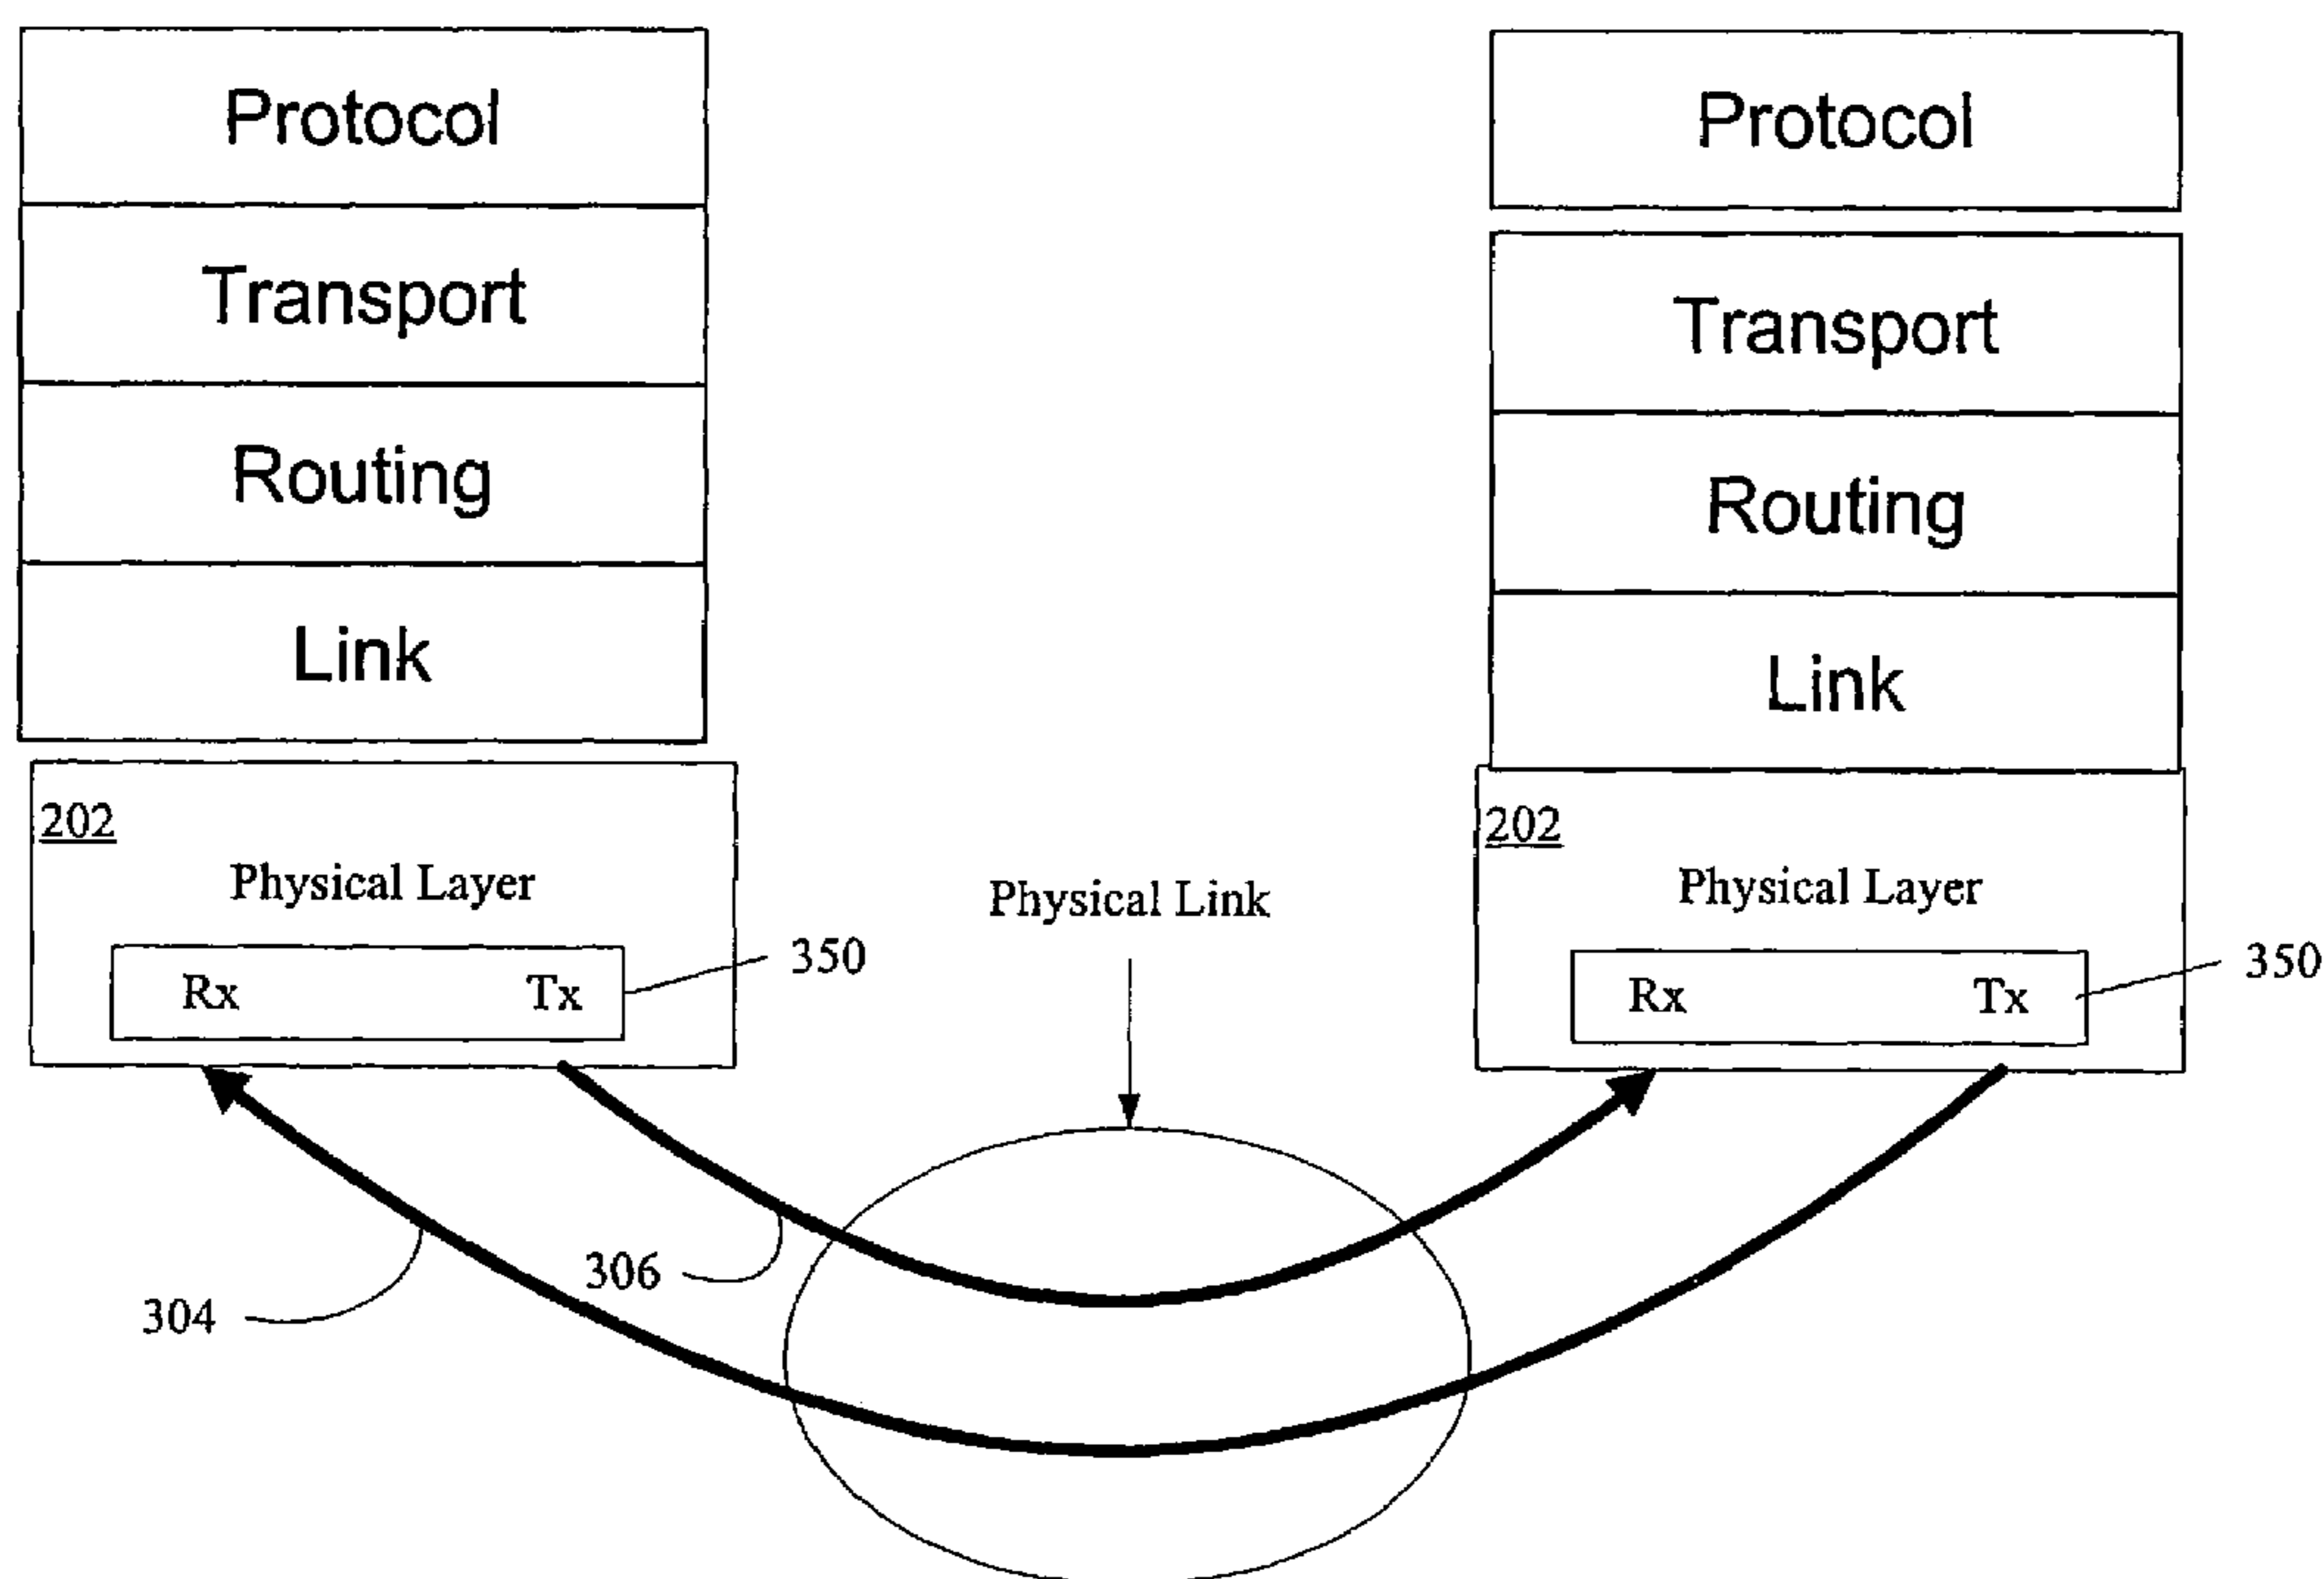 Protocol
Transport
Routing
Link
202
Physical Layer
Rx Tx
350
Protocol
Transport
Routing
Link
202
Physical Layer
Rx Tx
350
Physical Link
306
304